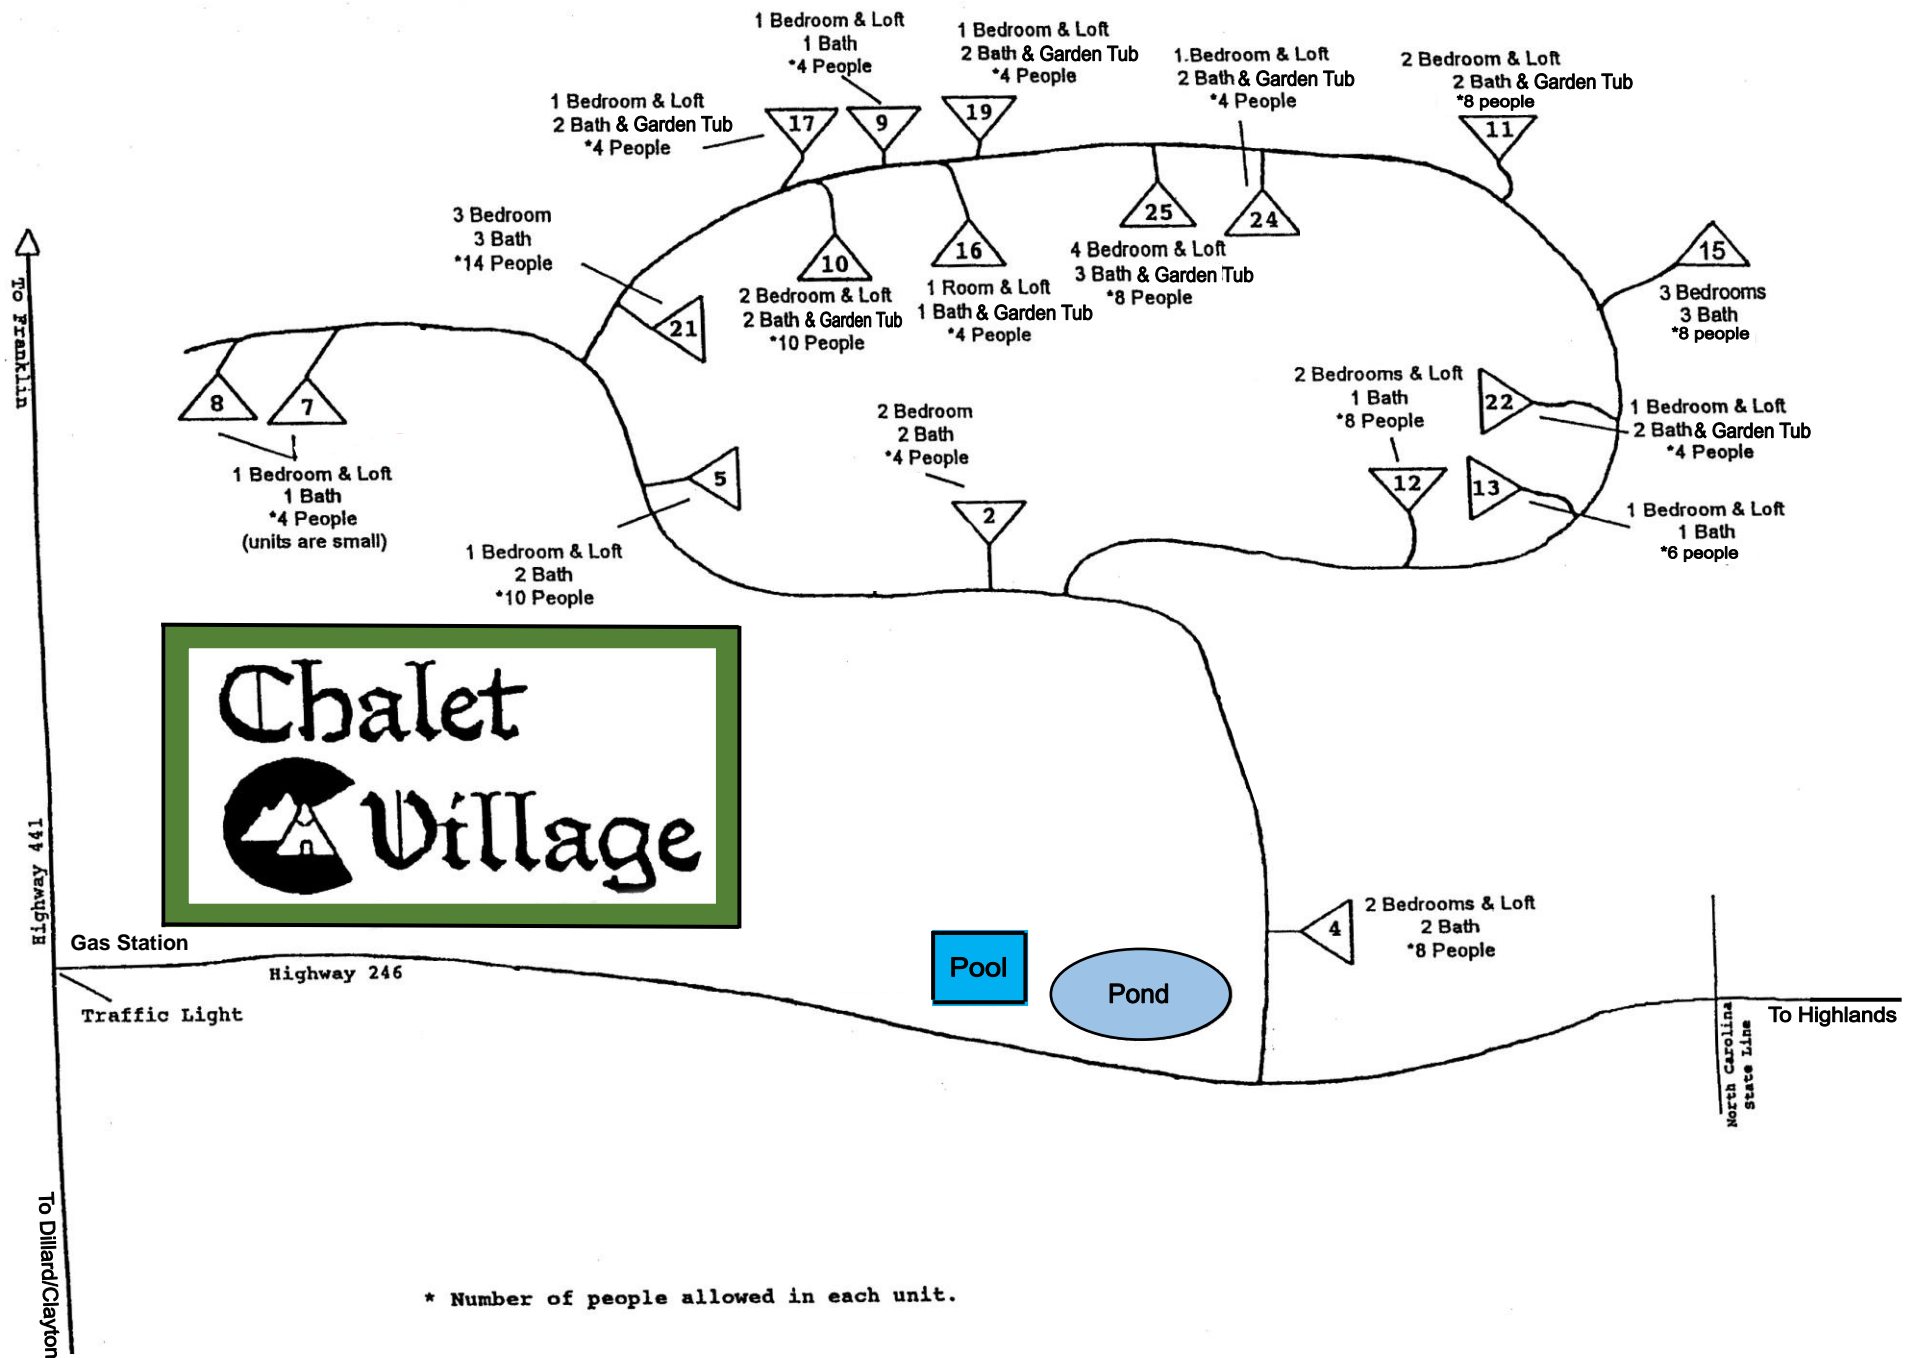 1 Bedroom & Loft
1 Bath
*4 People
9
1 Bedroom & Loft
2 Bath & Garden Tub
*4 People
19
1.Bedroom & Loft
2 Bath & Garden Tub
*4 People
24
2 Bedroom & Loft
2 Bath & Garden Tub
*8 people
11
1 Bedroom & Loft
2 Bath & Garden Tub
*4 People
17
3 Bedroom
3 Bath
*14 People
21
10
2 Bedroom & Loft
2 Bath & Garden Tub
*10 People
16
1 Room & Loft
1 Bath & Garden Tub
*4 People
25
4 Bedroom & Loft
3 Bath & Garden Tub
*8 People
15
3 Bedrooms
3 Bath
*8 people
To Franklin
8
7
1 Bedroom & Loft
1 Bath
*4 People
(units are small)
5
1 Bedroom & Loft
2 Bath
*10 People
2 Bedroom
2 Bath
*4 People
2
2 Bedrooms & Loft
1 Bath
*8 People
12
22
1 Bedroom & Loft
2 Bath & Garden Tub
*4 People
13
1 Bedroom & Loft
1 Bath
*6 people
Chalet
Village
Highway 441
Gas Station
Highway 246
Traffic Light
Pool
Pond
4
2 Bedrooms & Loft
2 Bath
*8 People
To Highlands
North Carolina
State Line
To Dillard/Clayton
* Number of people allowed in each unit.